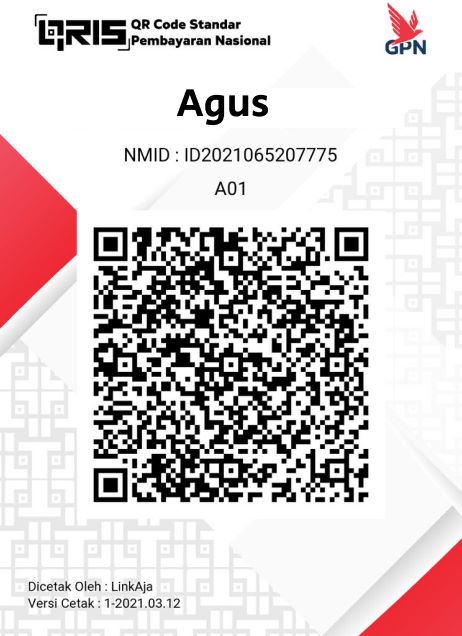 QRIS QR Code Standar
Pembayaran Nasional
GPN
Agus
NMID : ID2021065207775
A01
Dicetak Oleh : LinkAja
Versi Cetak : 1-2021.03.12